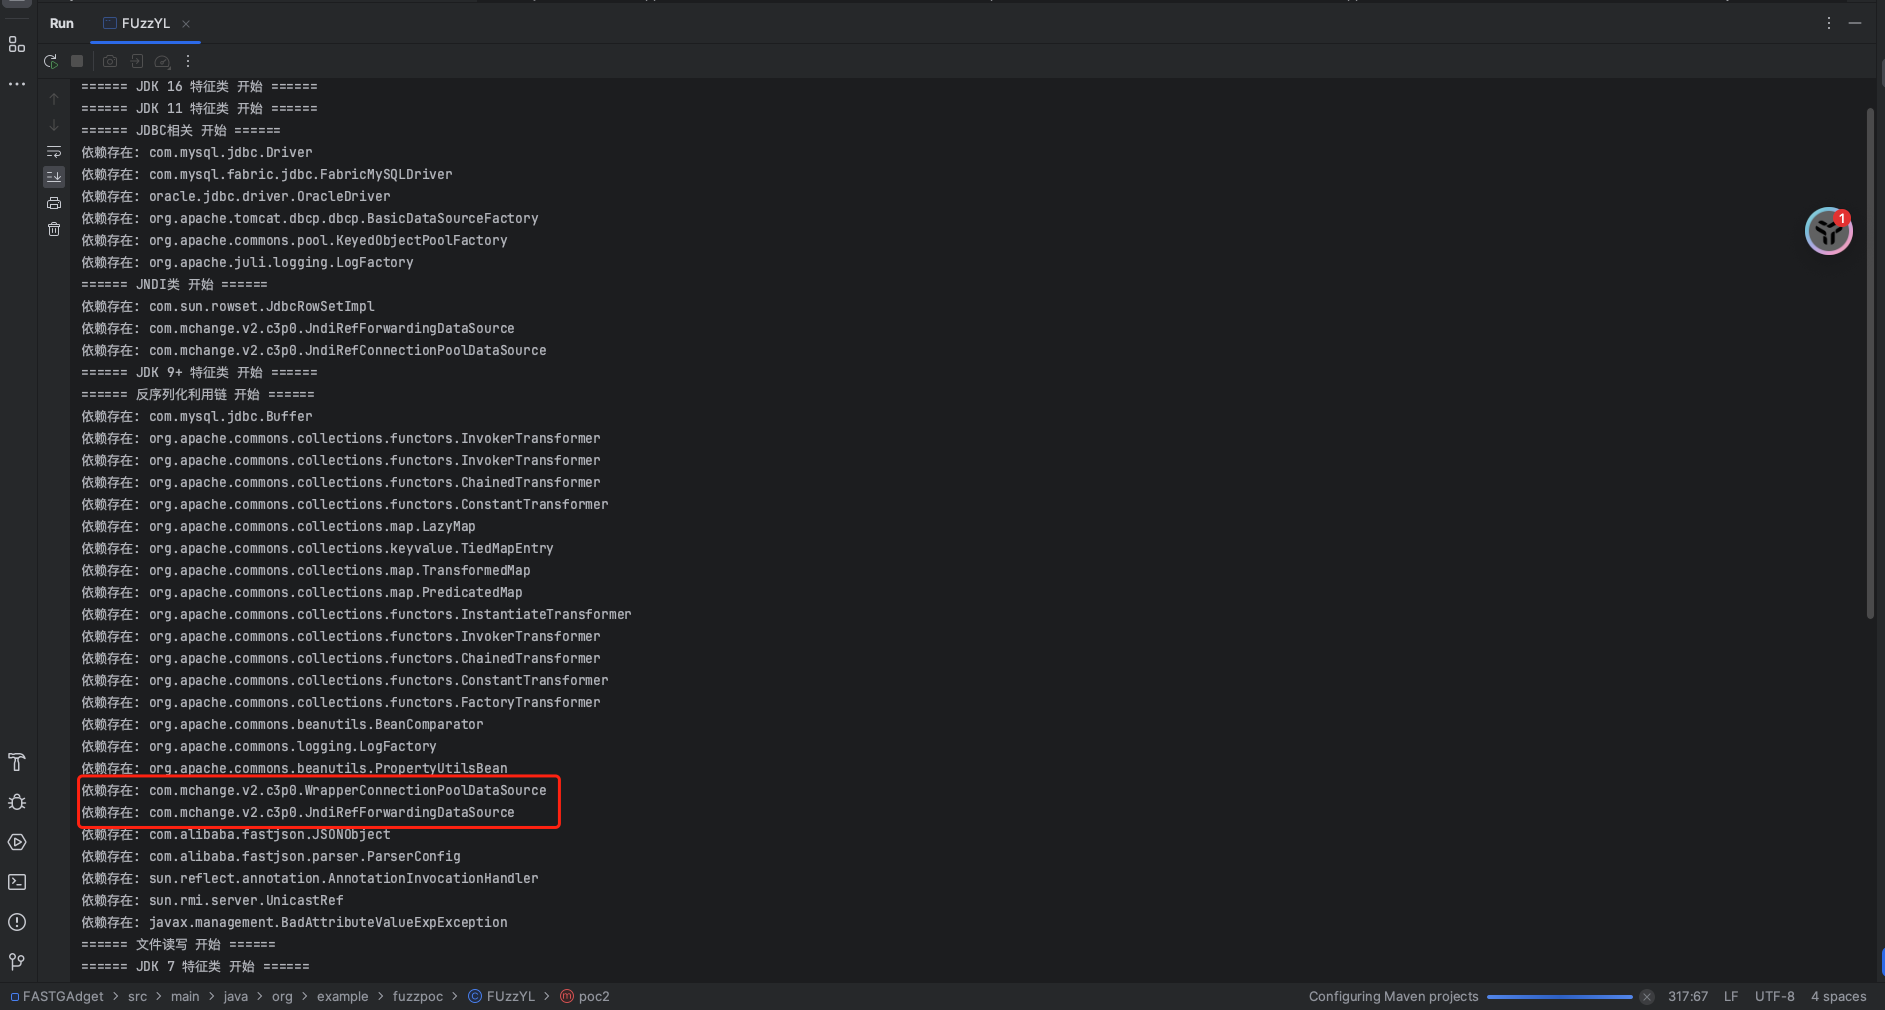 Run
FUzzYL
====== JDK 16 特征类 开始 ======
====== JDK 11 特征类 开始 ======
====== JDBC相关 开始 ======
依赖存在: com.mysql.jdbc.Driver
依赖存在: com.mysql.fabric.jdbc.FabricMySQLDriver
依赖存在: oracle.jdbc.driver.OracleDriver
依赖存在: org.apache.tomcat.dbcp.dbcp.BasicDataSourceFactory
依赖存在: org.apache.commons.pool.KeyedObjectPoolFactory
依赖存在: org.apache.juli.logging.LogFactory
====== JNDI类 开始 ======
依赖存在: com.sun.rowset.JdbcRowSetImpl
依赖存在: com.mchange.v2.c3p0.JndiRefForwardingDataSource
依赖存在: com.mchange.v2.c3p0.JndiRefConnectionPoolDataSource
====== JDK 9+ 特征类 开始 ======
====== 反序列化利用链 开始 ======
依赖存在: com.mysql.jdbc.Buffer
依赖存在: org.apache.commons.collections.functors.InvokerTransformer
依赖存在: org.apache.commons.collections.functors.InvokerTransformer
依赖存在: org.apache.commons.collections.functors.ChainedTransformer
依赖存在: org.apache.commons.collections.functors.ConstantTransformer
依赖存在: org.apache.commons.collections.map.LazyMap
依赖存在: org.apache.commons.collections.keyvalue.TiedMapEntry
依赖存在: org.apache.commons.collections.map.TransformedMap
依赖存在: org.apache.commons.collections.map.PredicatedMap
依赖存在: org.apache.commons.collections.functors.InstantiateTransformer
依赖存在: org.apache.commons.collections.functors.InvokerTransformer
依赖存在: org.apache.commons.collections.functors.ChainedTransformer
依赖存在: org.apache.commons.collections.functors.ConstantTransformer
依赖存在: org.apache.commons.collections.functors.FactoryTransformer
依赖存在: org.apache.commons.beanutils.BeanComparator
依赖存在: org.apache.commons.logging.LogFactory
依赖存在: org.apache.commons.beanutils.PropertyUtilsBean
依赖存在: com.mchange.v2.c3p0.WrapperConnectionPoolDataSource
依赖存在: com.mchange.v2.c3p0.JndiRefForwardingDataSource
依赖存在: com.alibaba.fastjson.JSONObject
依赖存在: com.alibaba.fastjson.parser.ParserConfig
依赖存在: sun.reflect.annotation.AnnotationInvocationHandler
依赖存在: sun.rmi.server.UnicastRef
依赖存在: javax.management.BadAttributeValueExpException
====== 文件读写 开始 ======
====== JDK 7 特征类 开始 ======
1
FASTGAdget > src > main > java > org > example > fuzzpoc > FUzzYL > poc2
Configuring Maven projects 317:67 LF UTF-8 4 spaces